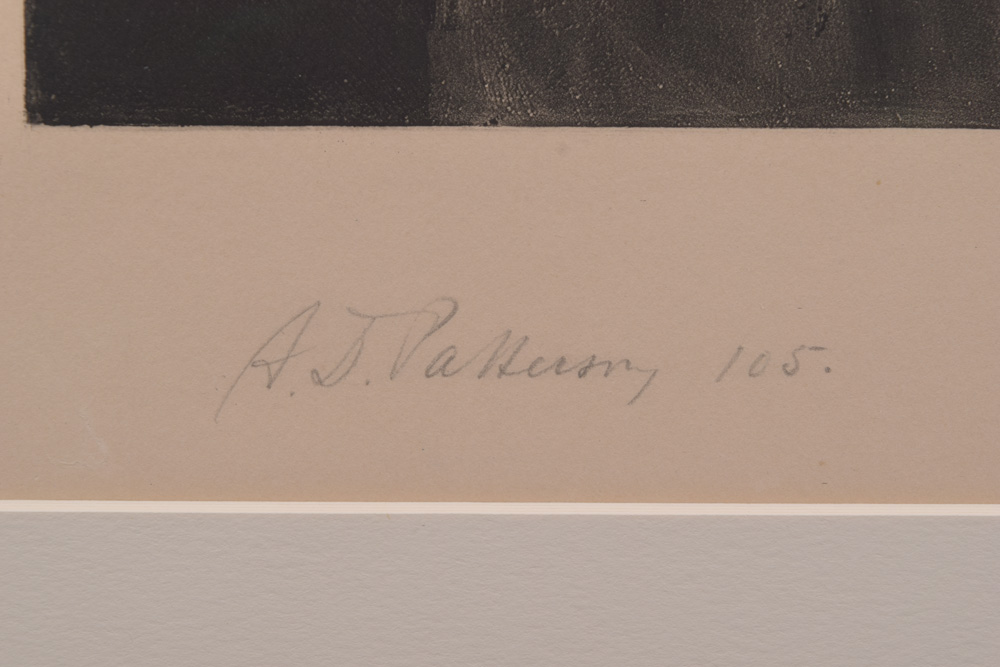 A. D. Patterson, 105.